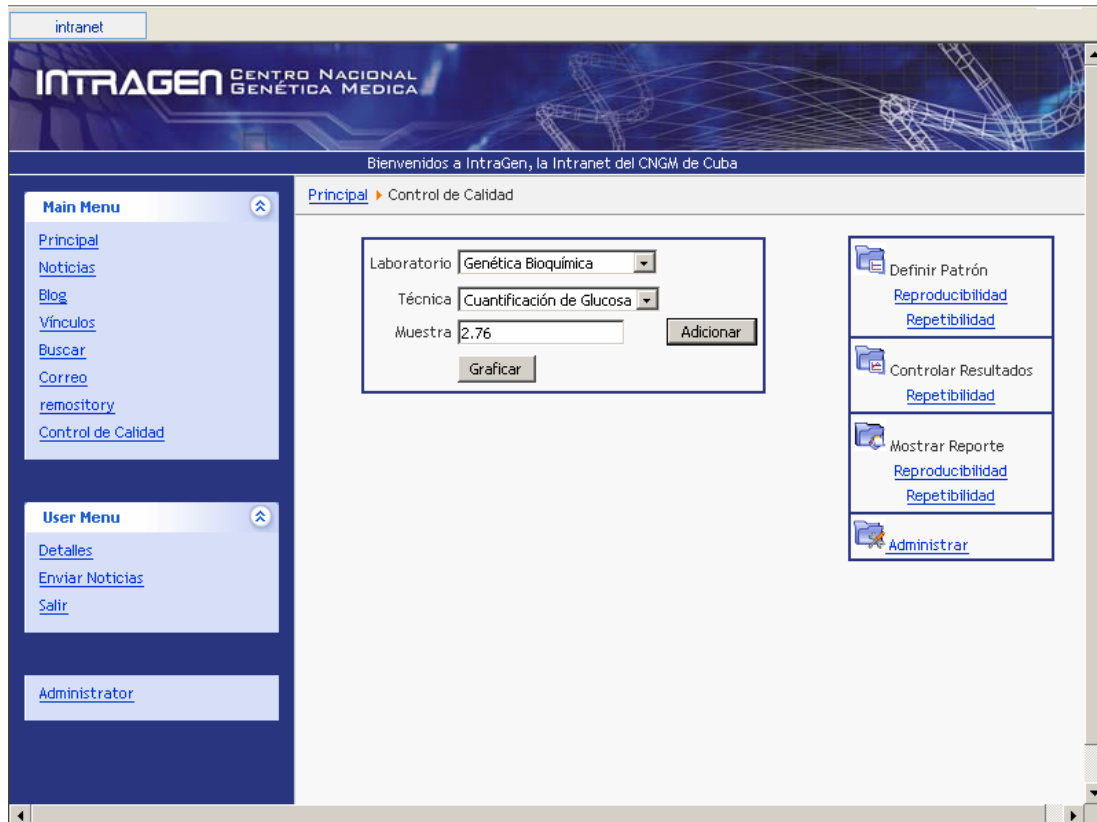 intranet
INTRAGEN CENTRO NACIONAL
GENÉTICA MEDICA
Bienvenidos a IntraGen, la Intranet del CNGM de Cuba
Main Menu
Principal
Noticias
Blog
Vínculos
Buscar
Correo
remository
Control de Calidad
User Menu
Detalles
Enviar Noticias
Salir
Administrator
Principal Control de Calidad
Laboratorio Genética Bioquímica
Técnica Cuantificación de Glucosa
Muestra 2.76 Adicionar
Graficar
Definir Patrón
Reproducibilidad
Repetibilidad
Controlar Resultados
Repetibilidad
Mostrar Reporte
Reproducibilidad
Repetibilidad
Administrar